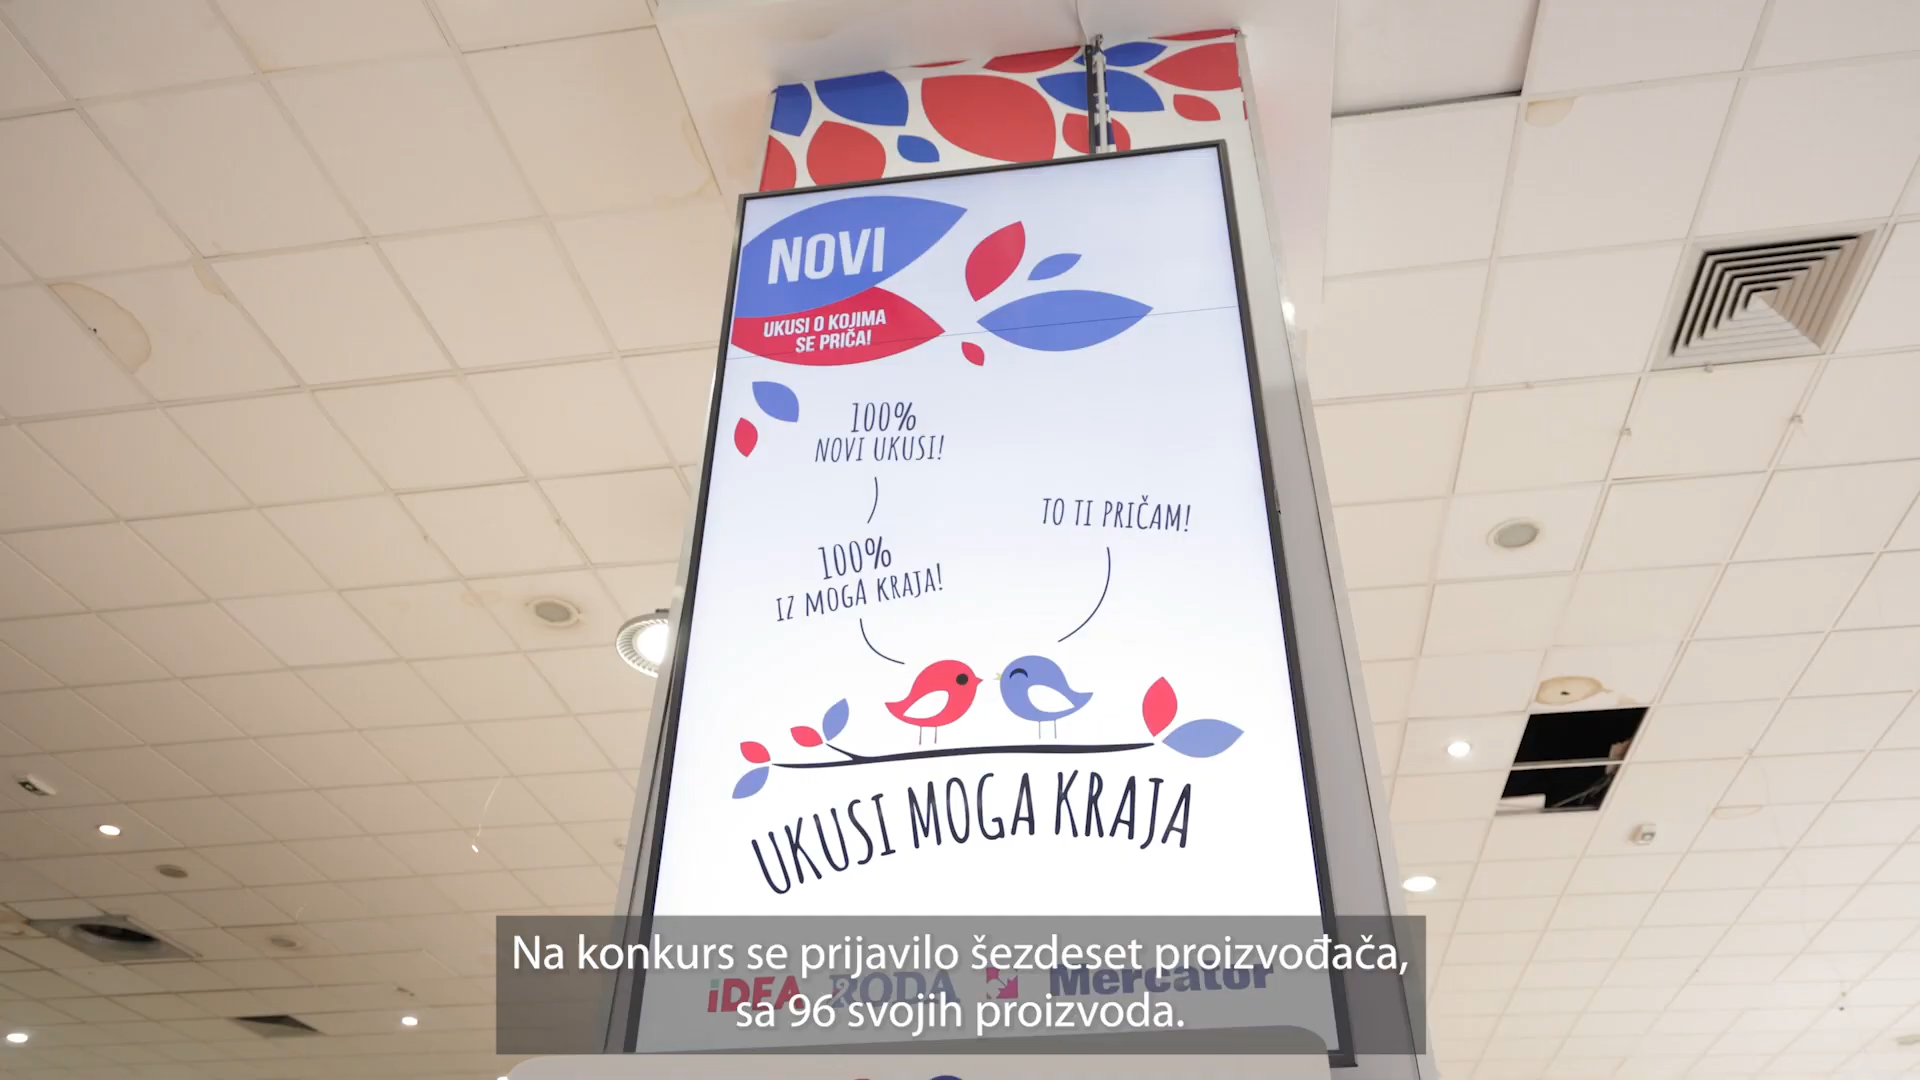 NOVI
UKUSI O KOJIMA
SE PRIČA!
100%
NOVI UKUSI!
100%
IZ MOGA KRAJA!
TO TI PRIČAM!
UKUSI MOGA KRAJA
iDEA RODA Mercator
Na konkurs se prijavilo šezdeset proizvođača,
sa 96 svojih proizvoda.